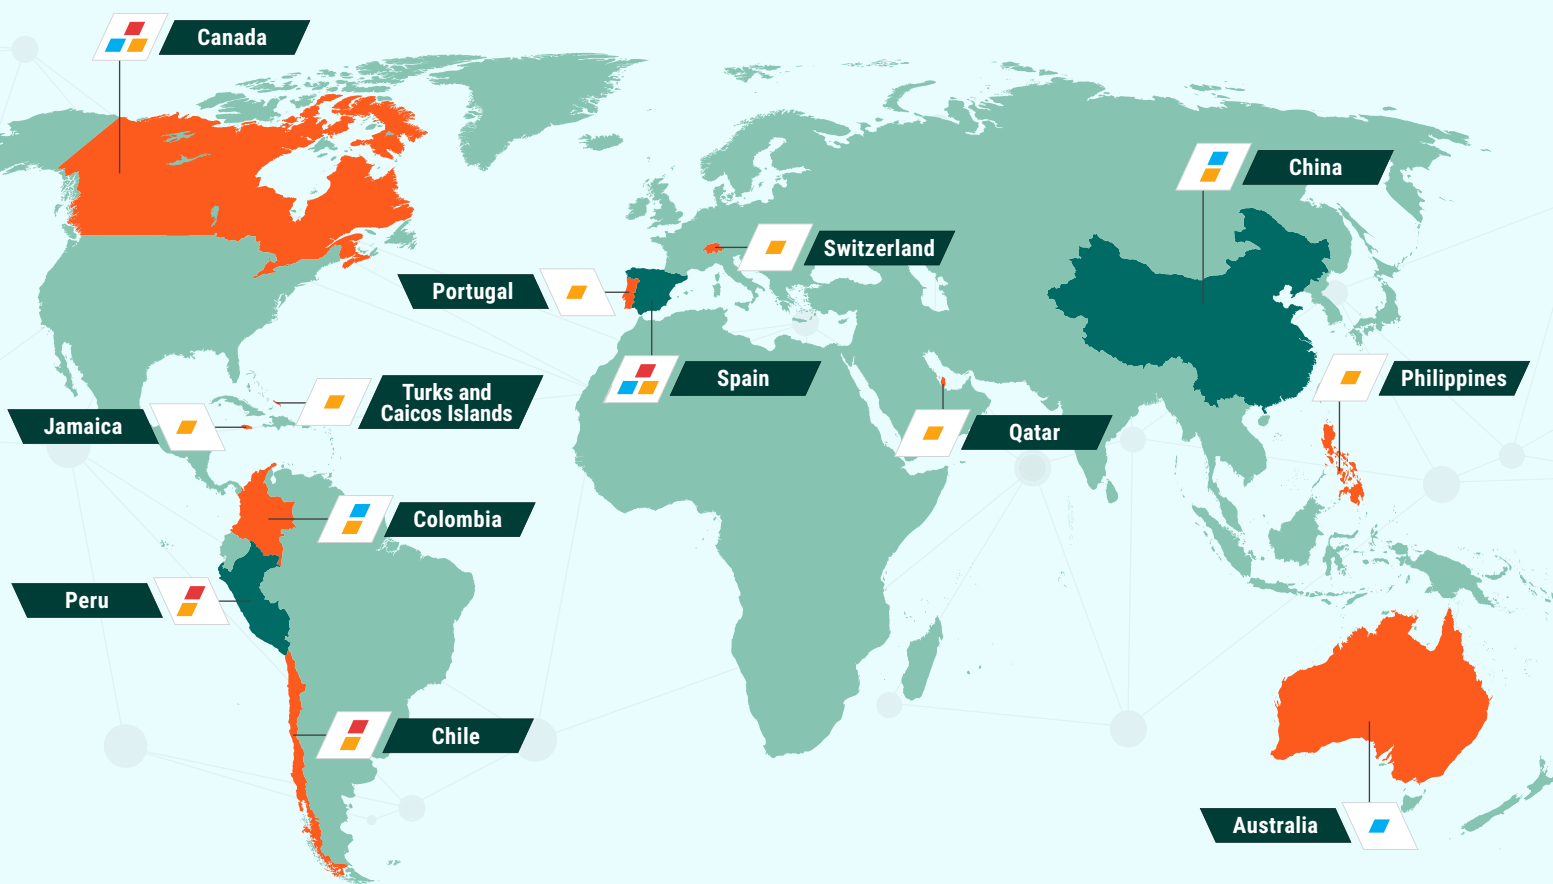 Canada
China
Switzerland
Portugal
Spain
Philippines
Turks and
Caicos Islands
Jamaica
Qatar
Colombia
Peru
Chile
Australia